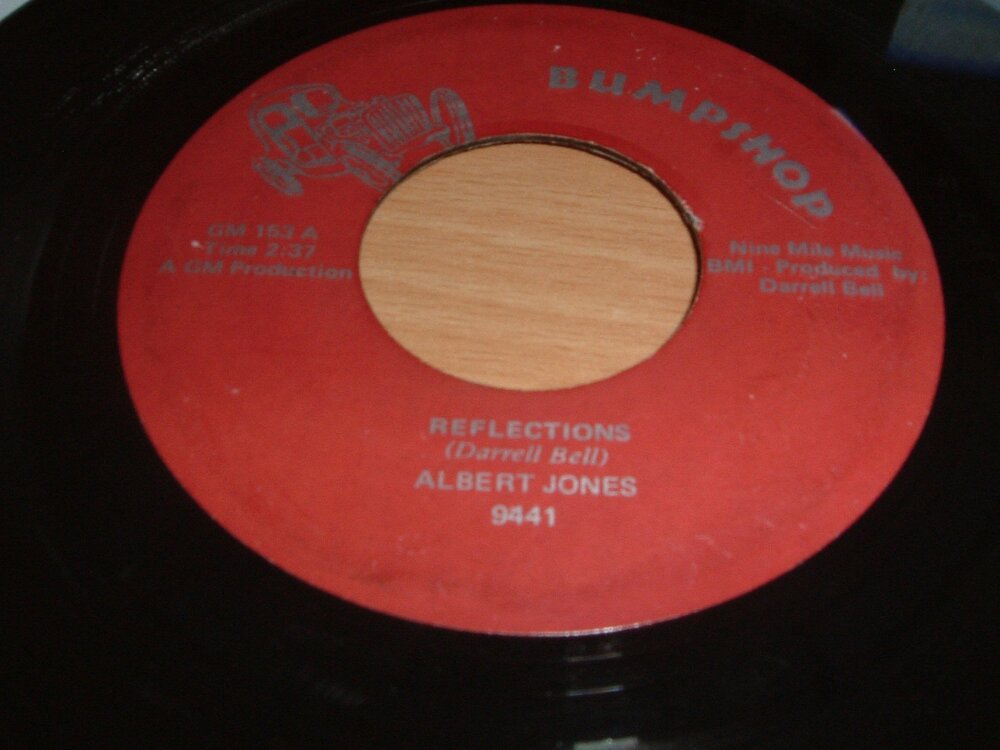 BUMPSHOP
GM 153 A
Time 2:37
A GM Production
Nine Mile Music
BMI - Produced by:
Darrell Bell
REFLECTIONS
(Darrell Bell)
ALBERT JONES
9441